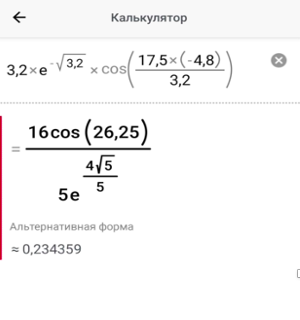 Калькулятор
3,2×e^(-√3,2) × cos((17,5×(-4,8))/3,2)
= (16cos(26,25))/(5e^((4√5)/5))
Альтернативная форма
≈ 0,234359